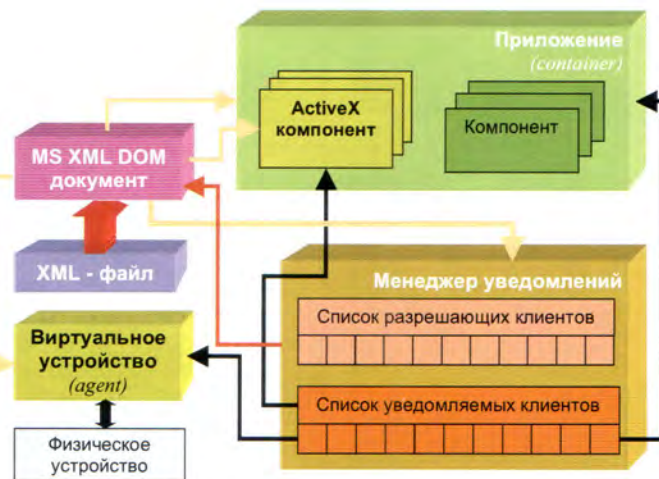 Приложение
(container)
ActiveX
компонент
Компонент
MS XML DOM
документ
XML - файл
Менеджер уведомлений
Список разрешающих клиентов
Виртуальное
устройство
(agent)
Список уведомляемых клиентов
Физическое
устройство